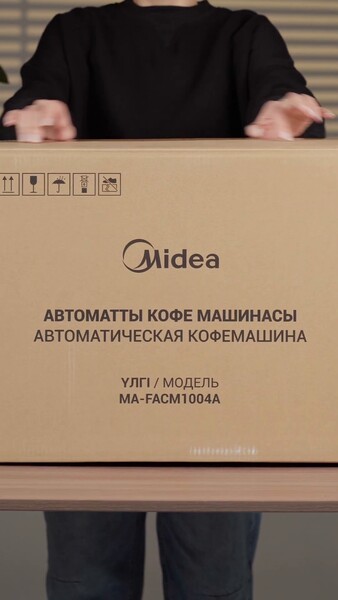 Midea
АВТОМАТТЫ КОФЕ МАШИНАСЫ
АВТОМАТИЧЕСКАЯ КОФЕМАШИНА
ҮЛГІ / МОДЕЛЬ
MA-FACM1004A